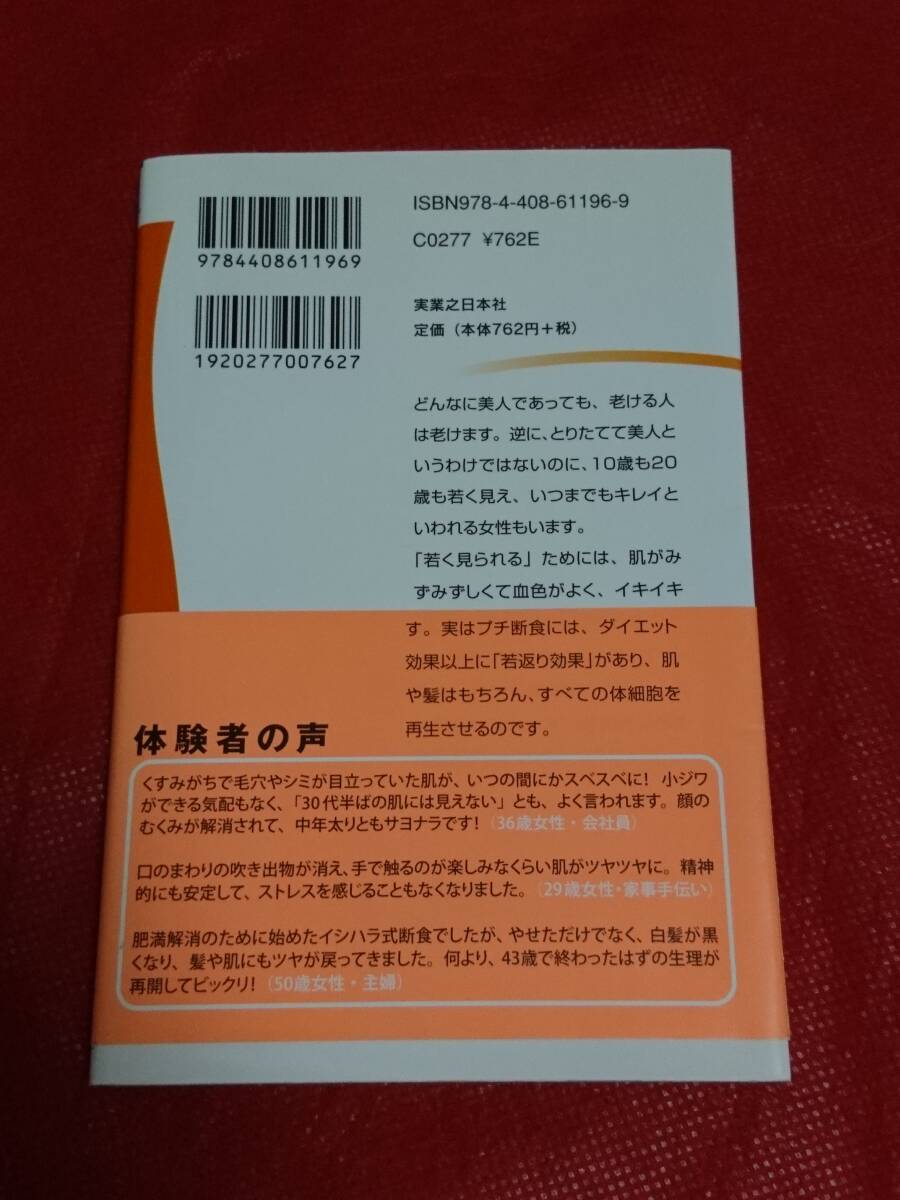 9784408611969
1920277007627
ISBN978-4-408-61196-9
C0277 ¥762E
実業之日本社
定価（本体762円+税）
どんなに美人であっても、老ける人
は老けます。逆に、とりたてて美人と
いうわけではないのに、10歳も20
歳も若く見え、いつまでもキレイと
いわれる女性もいます。
「若く見られる」ためには、肌がみ
ずみずしくて血色がよく、イキイキ
す。実はプチ断食には、ダイエット
効果以上に「若返り効果」があり、肌
や髪はもちろん、すべての体細胞を
再生させるのです。
体験者の声
くすみがちで毛穴やシミが目立っていた肌が、いつの間にかスベスベに！小ジワ
ができる気配もなく、「30代半ばの肌には見えない」とも、よく言われます。顔の
むくみが解消されて、中年太りともサヨナラです！（36歳女性・会社員）
口のまわりの吹き出物が消え、手で触るのが楽しみなくらい肌がツヤツヤに。精神
的にも安定して、ストレスを感じることもなくなりました。（29歳女性・家事手伝い）
肥満解消のために始めたイシハラ式断食でしたが、やせただけでなく、白髪が黒
くなり、髪や肌にもツヤが戻ってきました。何より、43歳で終わったはずの生理が
再開してビックリ！（50歳女性・主婦）